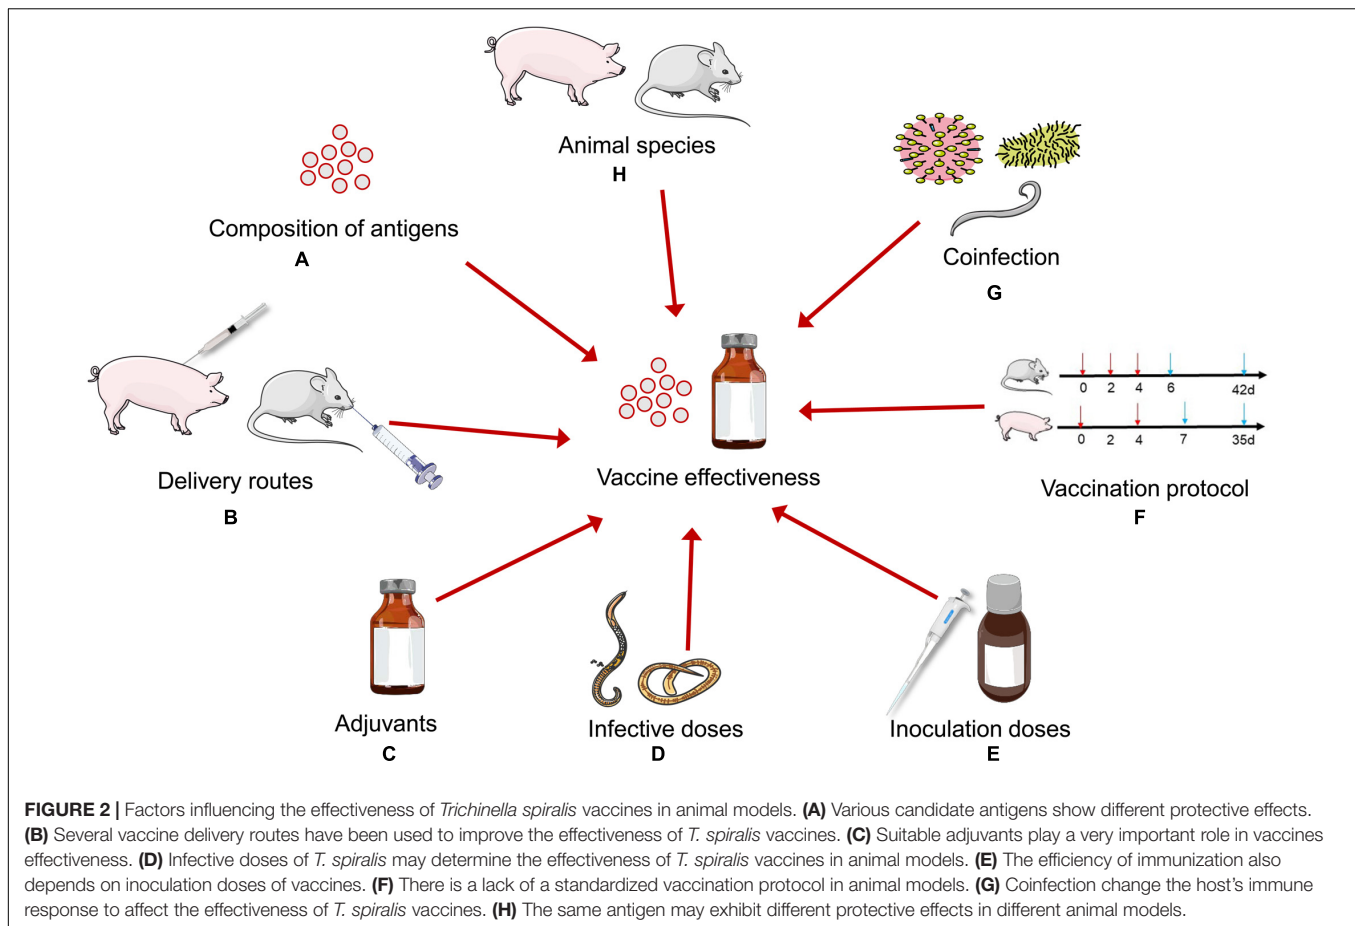 Animal species
H
Composition of antigens
A
Coinfection
G
Delivery routes
B
Vaccine effectiveness
0 2 4 6 42d
0 2 4 7 35d
Vaccination protocol
F
Adjuvants
C
Infective doses
D
Inoculation doses
E
FIGURE 2 | Factors influencing the effectiveness of Trichinella spiralis vaccines in animal models. (A) Various candidate antigens show different protective effects.
(B) Several vaccine delivery routes have been used to improve the effectiveness of T. spiralis vaccines. (C) Suitable adjuvants play a very important role in vaccines
effectiveness. (D) Infective doses of T. spiralis may determine the effectiveness of T. spiralis vaccines in animal models. (E) The efficiency of immunization also
depends on inoculation doses of vaccines. (F) There is a lack of a standardized vaccination protocol in animal models. (G) Coinfection change the host's immune
response to affect the effectiveness of T. spiralis vaccines. (H) The same antigen may exhibit different protective effects in different animal models.